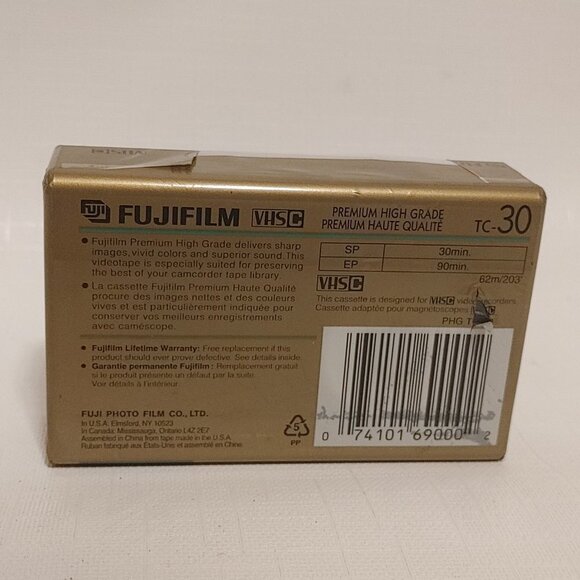 FUJI FUJIFILM VHSC
PREMIUM HIGH GRADE
PREMIUM HAUTE QUALITÉ
TC-30
• Fujifilm Premium High Grade delivers sharp
images, vivid colors and superior sound. This
videotape is especially suited for preserving
the best of your camcorder tape library.
• La cassette Fujifilm Premium Haute Qualité
procure des images nettes et des couleurs
vives et est particulièrement indiquée pour
conserver vos meilleurs enregistrements
avec caméscope.
SP 30min.
EP 90min.
62m/203'
VHSC
This cassette is designed for VHSC video recorders.
Cassette adaptée pour magnétoscopes VHSC
PHG
• Fujifilm Lifetime Warranty: Free replacement if this
product should ever prove defective. See details inside.
• Garantie permanente Fujifilm: Remplacement gratuit
si le produit présente un défaut par la suite.
Voir détails à l'intérieur.
FUJI PHOTO FILM CO., LTD.
In U.S.A. Elmsford, NY 10523
In Canada: Mississauga, Ontario L4Z 2E7
Assembled in China from tape made in the U.S.A.
Ruban fabriqué aux États-Unis et assemblé en Chine.
5
PP
0 74101 69000 2